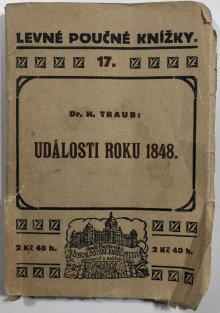 LEVNÉ POUČNÉ KNÍŽKY.
17.
Dr. H. TRAUB:
UDÁLOSTI ROKU 1848.
2 Kč 40 h.
2 Kč 40 h.